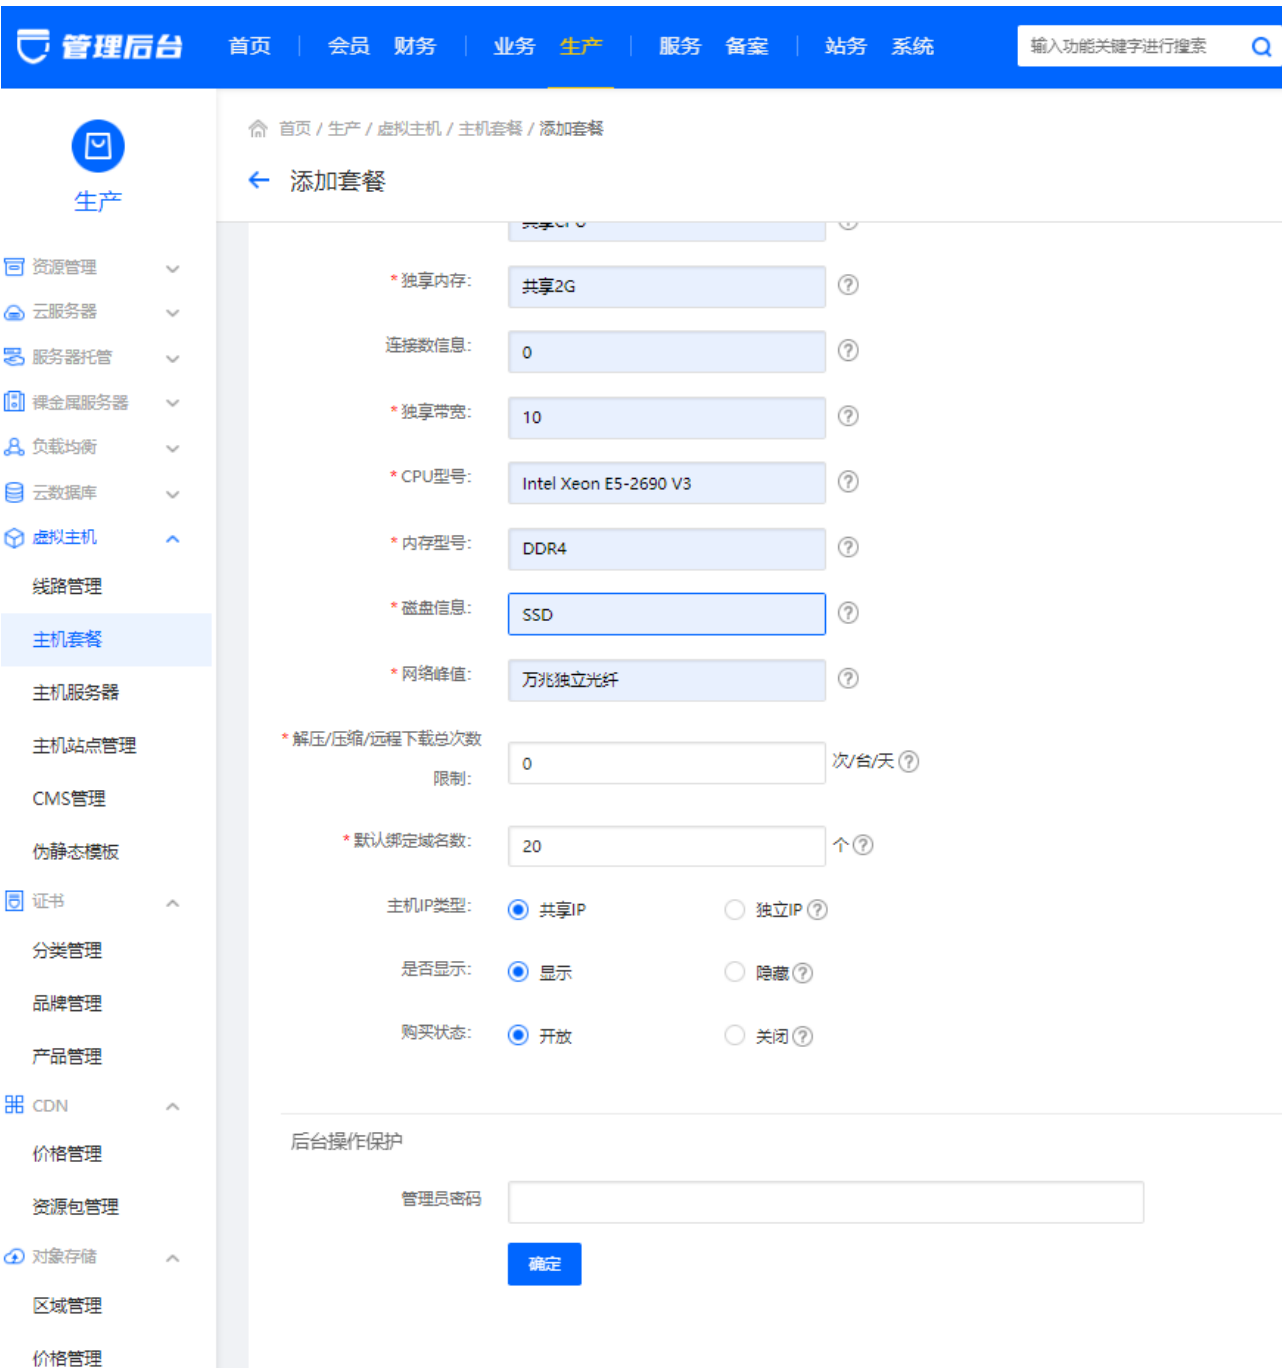 管理后台 首页 会员 财务 业务 生产 服务 备案 站务 系统 输入功能关键字进行搜索
首页 / 生产 / 虚拟主机 / 主机套餐 / 添加套餐
← 添加套餐
生产
资源管理
云服务器
服务器托管
裸金属服务器
负载均衡
云数据库
虚拟主机
线路管理
主机套餐
主机服务器
主机站点管理
CMS管理
伪静态模板
证书
分类管理
品牌管理
产品管理
CDN
价格管理
资源包管理
对象存储
区域管理
价格管理
共享CPU
* 独享内存: 共享2G
连接数信息: 0
* 独享带宽: 10
* CPU型号: Intel Xeon E5-2690 V3
* 内存型号: DDR4
* 磁盘信息: SSD
* 网络峰值: 万兆独立光纤
* 解压/压缩/远程下载总次数
限制: 0 次/台/天
* 默认绑定域名数: 20 个
主机IP类型: 共享IP 独立IP
是否显示: 显示 隐藏
购买状态: 开放 关闭
后台操作保护
管理员密码
确定